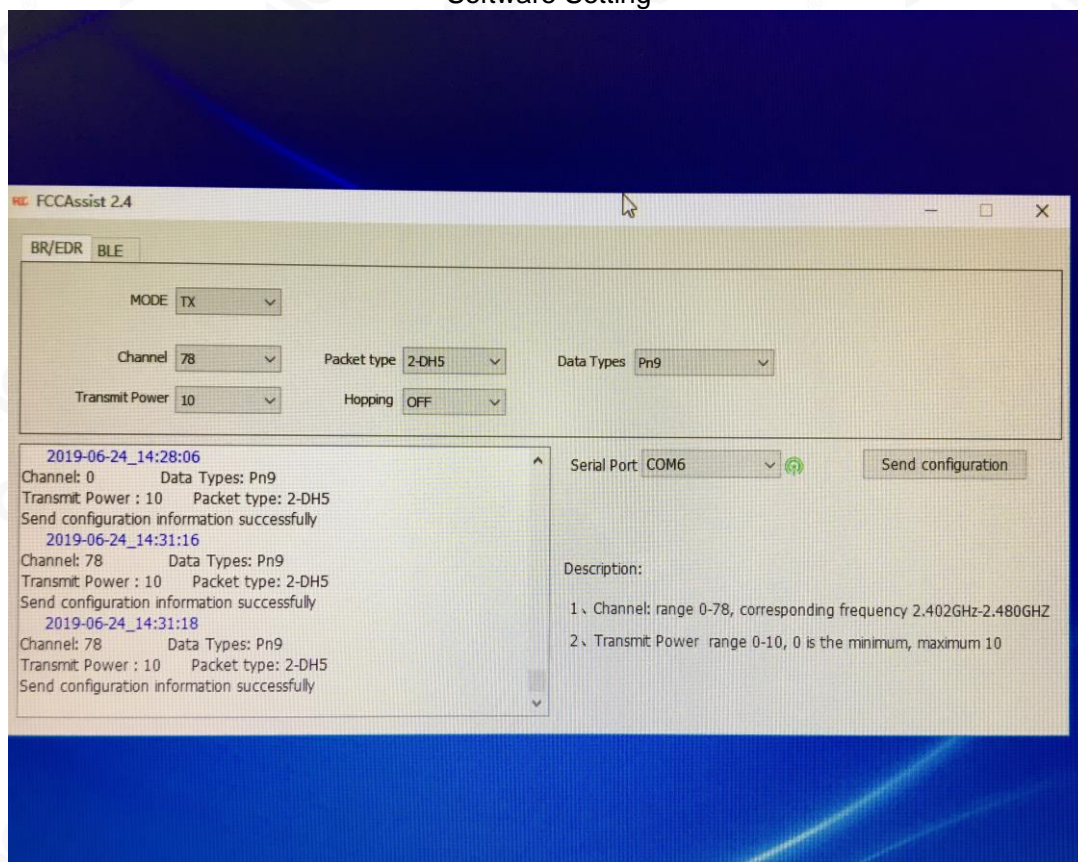 Software Setting
FCCAssist 2.4
BR/EDR BLE
MODE TX
Channel 78 Packet type 2-DH5 Data Types Pn9
Transmit Power 10 Hopping OFF
2019-06-24_14:28:06
Channel: 0 Data Types: Pn9
Transmit Power : 10 Packet type: 2-DH5
Send configuration information successfully
2019-06-24_14:31:16
Channel: 78 Data Types: Pn9
Transmit Power : 10 Packet type: 2-DH5
Send configuration information successfully
2019-06-24_14:31:18
Channel: 78 Data Types: Pn9
Transmit Power : 10 Packet type: 2-DH5
Send configuration information successfully
Serial Port COM6 Send configuration
Description:
1、Channel: range 0-78, corresponding frequency 2.402GHz-2.480GHZ
2、Transmit Power range 0-10, 0 is the minimum, maximum 10